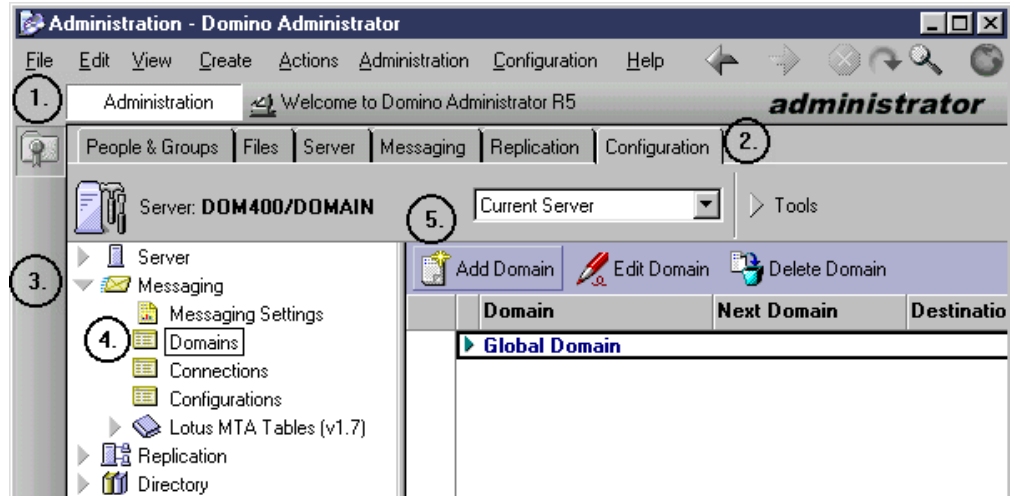 Administration - Domino Administrator
File Edit View Create Actions Administration Configuration Help
1. Administration Welcome to Domino Administrator R5 administrator
People & Groups Files Server Messaging Replication Configuration 2.
Server: DOM400/DOMAIN 5. Current Server Tools
Server
3. Messaging
Messaging Settings
4. Domains
Connections
Configurations
Lotus MTA Tables (v1.7)
Replication
Directory
Add Domain Edit Domain Delete Domain
Domain Next Domain Destinatio
Global Domain